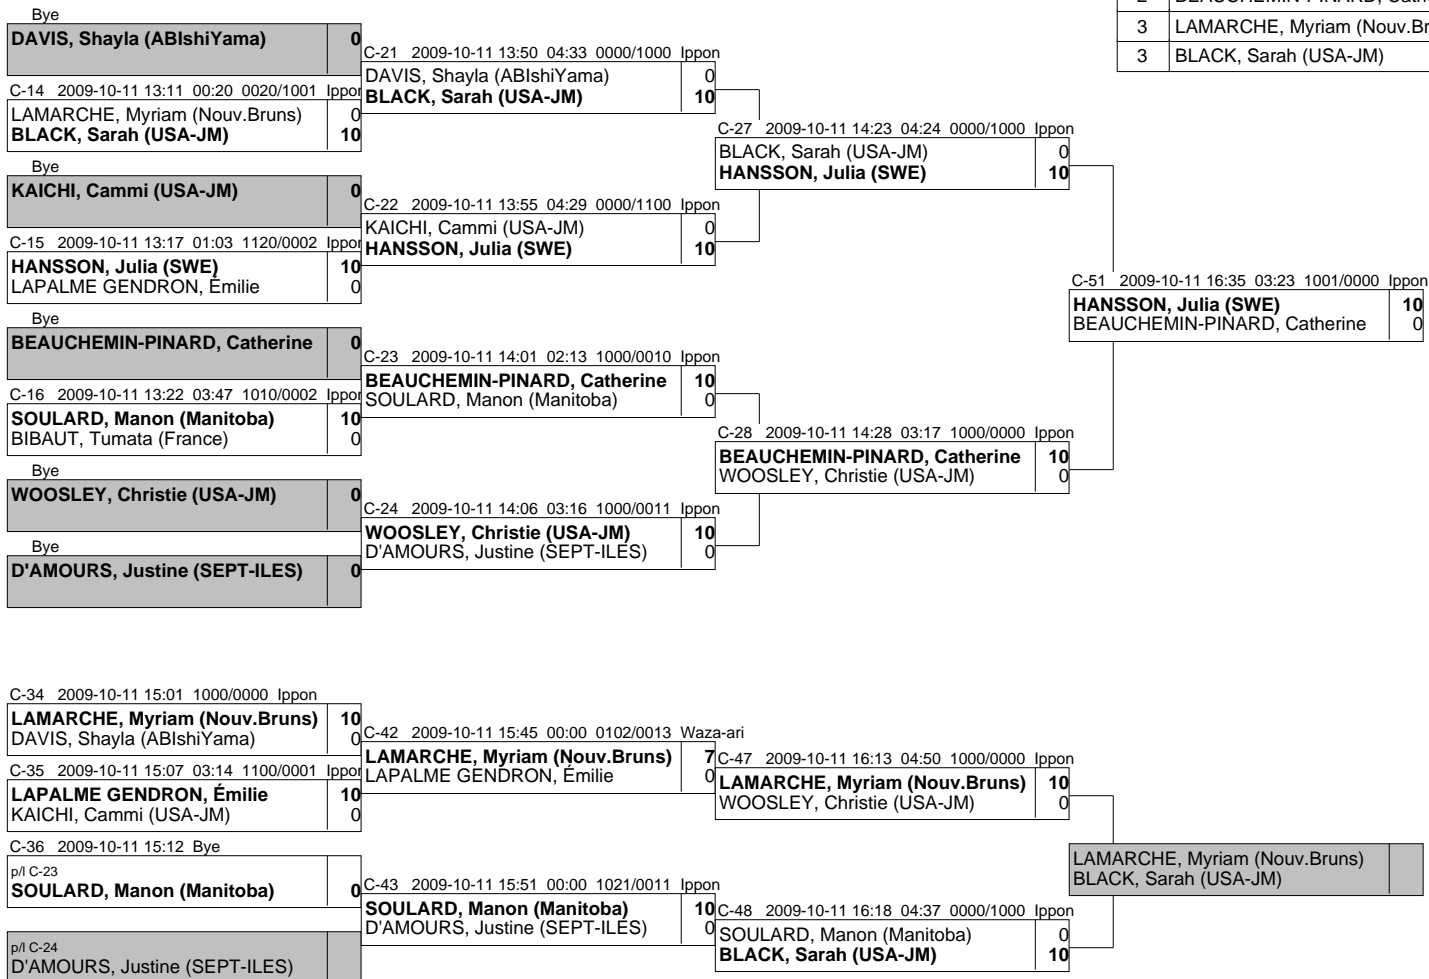 Bye
DAVIS, Shayla (ABIshiYama) 0
C-14 2009-10-11 13:11 00:20 0020/1001 Ippon
LAMARCHE, Myriam (Nouv.Bruns) 0
BLACK, Sarah (USA-JM) 10
Bye
KAICHI, Cammi (USA-JM) 0
C-15 2009-10-11 13:17 01:03 1120/0002 Ippon
HANSSON, Julia (SWE) 10
LAPALME GENDRON, Émilie 0
Bye
BEAUCHEMIN-PINARD, Catherine 0
C-16 2009-10-11 13:22 03:47 1010/0002 Ippon
SOULARD, Manon (Manitoba) 10
BIBAUT, Tumata (France) 0
Bye
WOOSLEY, Christie (USA-JM) 0
Bye
D'AMOURS, Justine (SEPT-ILES) 0
C-21 2009-10-11 13:50 04:33 0000/1000 Ippon
DAVIS, Shayla (ABIshiYama) 0
BLACK, Sarah (USA-JM) 10
C-22 2009-10-11 13:55 04:29 0000/1100 Ippon
KAICHI, Cammi (USA-JM) 0
HANSSON, Julia (SWE) 10
C-23 2009-10-11 14:01 02:13 1000/0010 Ippon
BEAUCHEMIN-PINARD, Catherine 10
SOULARD, Manon (Manitoba) 0
C-24 2009-10-11 14:06 03:16 1000/0011 Ippon
WOOSLEY, Christie (USA-JM) 10
D'AMOURS, Justine (SEPT-ILES) 0
C-27 2009-10-11 14:23 04:24 0000/1000 Ippon
BLACK, Sarah (USA-JM) 0
HANSSON, Julia (SWE) 10
C-28 2009-10-11 14:28 03:17 1000/0000 Ippon
BEAUCHEMIN-PINARD, Catherine 10
WOOSLEY, Christie (USA-JM) 0
3 LAMARCHE, Myriam (Nouv.Br
3 BLACK, Sarah (USA-JM)
C-51 2009-10-11 16:35 03:23 1001/0000 Ippon
HANSSON, Julia (SWE) 10
BEAUCHEMIN-PINARD, Catherine 0
C-34 2009-10-11 15:01 1000/0000 Ippon
LAMARCHE, Myriam (Nouv.Bruns) 10
DAVIS, Shayla (ABIshiYama) 0
C-35 2009-10-11 15:07 03:14 1100/0001 Ippon
LAPALME GENDRON, Émilie 10
KAICHI, Cammi (USA-JM) 0
C-36 2009-10-11 15:12 Bye
p/l C-23
SOULARD, Manon (Manitoba) 0
p/l C-24
D'AMOURS, Justine (SEPT-ILES)
C-42 2009-10-11 15:45 00:00 0102/0013 Waza-ari
LAMARCHE, Myriam (Nouv.Bruns) 7
LAPALME GENDRON, Émilie 0
C-43 2009-10-11 15:51 00:00 1021/0011 Ippon
SOULARD, Manon (Manitoba) 10
D'AMOURS, Justine (SEPT-ILES) 0
C-47 2009-10-11 16:13 04:50 1000/0000 Ippon
LAMARCHE, Myriam (Nouv.Bruns) 10
WOOSLEY, Christie (USA-JM) 0
C-48 2009-10-11 16:18 04:37 0000/1000 Ippon
SOULARD, Manon (Manitoba) 0
BLACK, Sarah (USA-JM) 10
LAMARCHE, Myriam (Nouv.Bruns)
BLACK, Sarah (USA-JM)